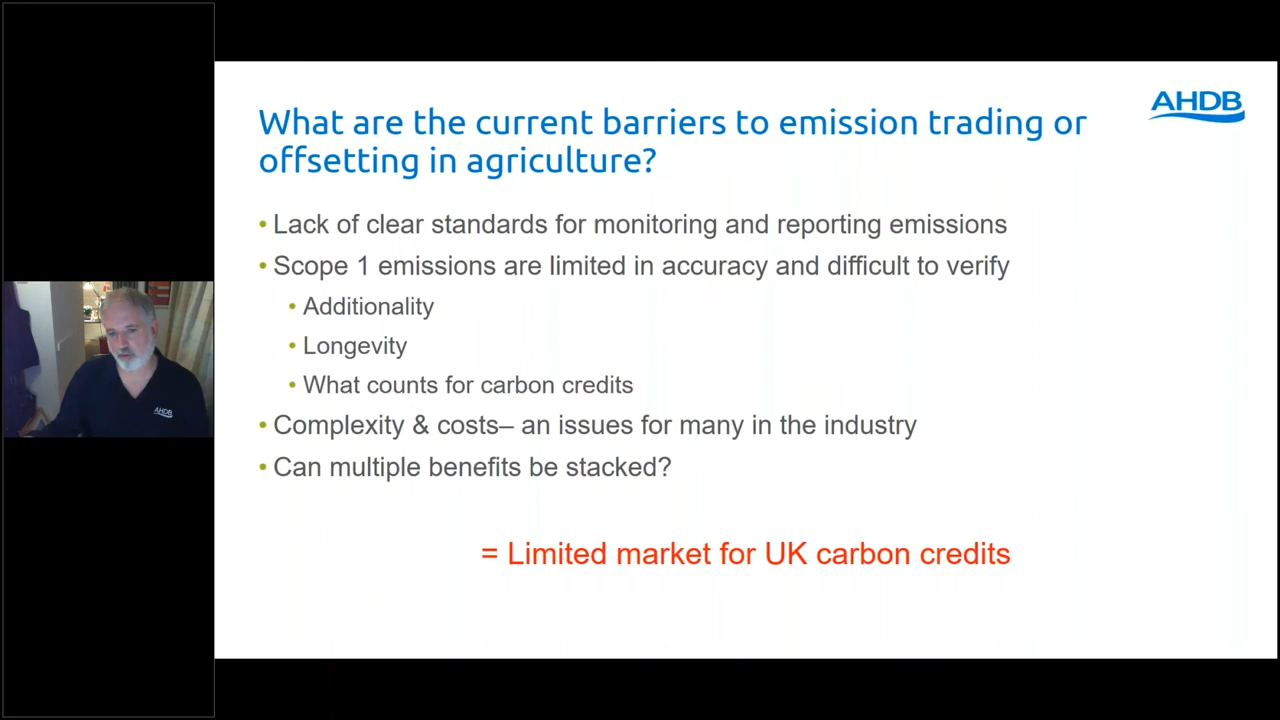 AHDB
What are the current barriers to emission trading or
offsetting in agriculture?
• Lack of clear standards for monitoring and reporting emissions
• Scope 1 emissions are limited in accuracy and difficult to verify
• Additionality
• Longevity
• What counts for carbon credits
• Complexity & costs– an issues for many in the industry
• Can multiple benefits be stacked?
= Limited market for UK carbon credits
AHDB